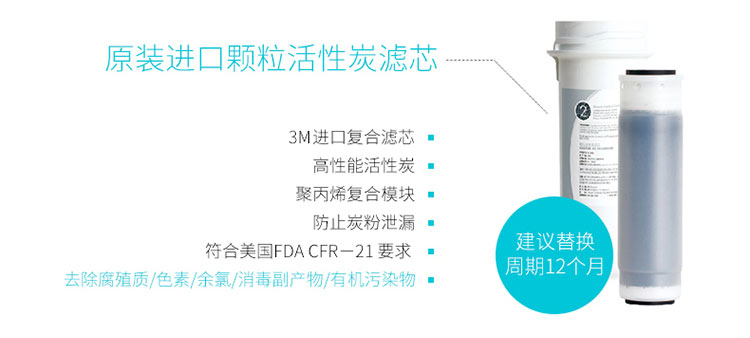 原装进口颗粒活性炭滤芯
3M进口复合滤芯
高性能活性炭
聚丙烯复合模块
防止炭粉泄漏
符合美国FDA CFR－21 要求
去除腐殖质/色素/余氯/消毒副产物/有机污染物
2
建议替换
周期12个月